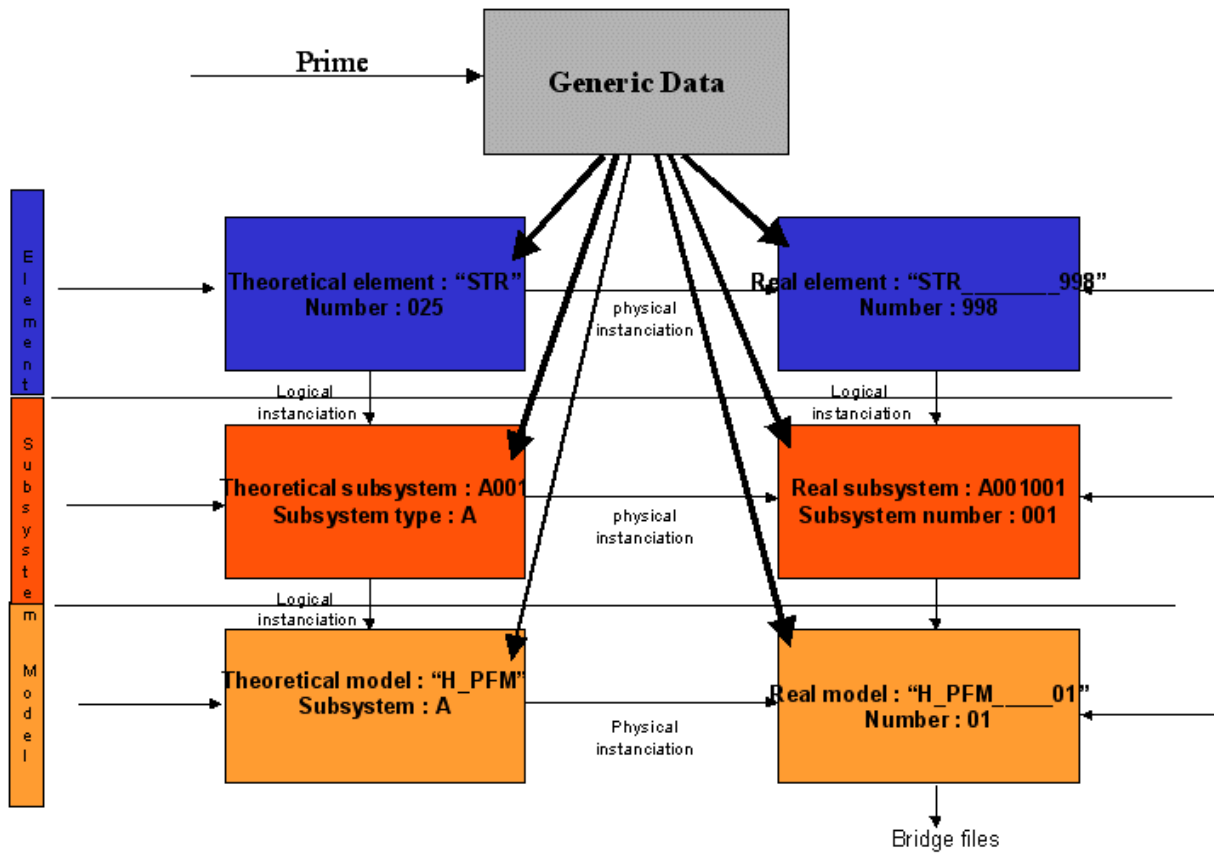 Prime
Generic Data
Element
Theoretical element : “STR”
Number : 025
physical
instanciation
Real element : “STR________998”
Number : 998
Logical
instanciation
Logical
instanciation
Subsystem
Theoretical subsystem : A001
Subsystem type : A
physical
instanciation
Real subsystem : A001001
Subsystem number : 001
Logical
instanciation
Model
Theoretical model : “H_PFM”
Subsystem : A
Physical
instanciation
Real model : “H_PFM_____01”
Number : 01
Bridge files